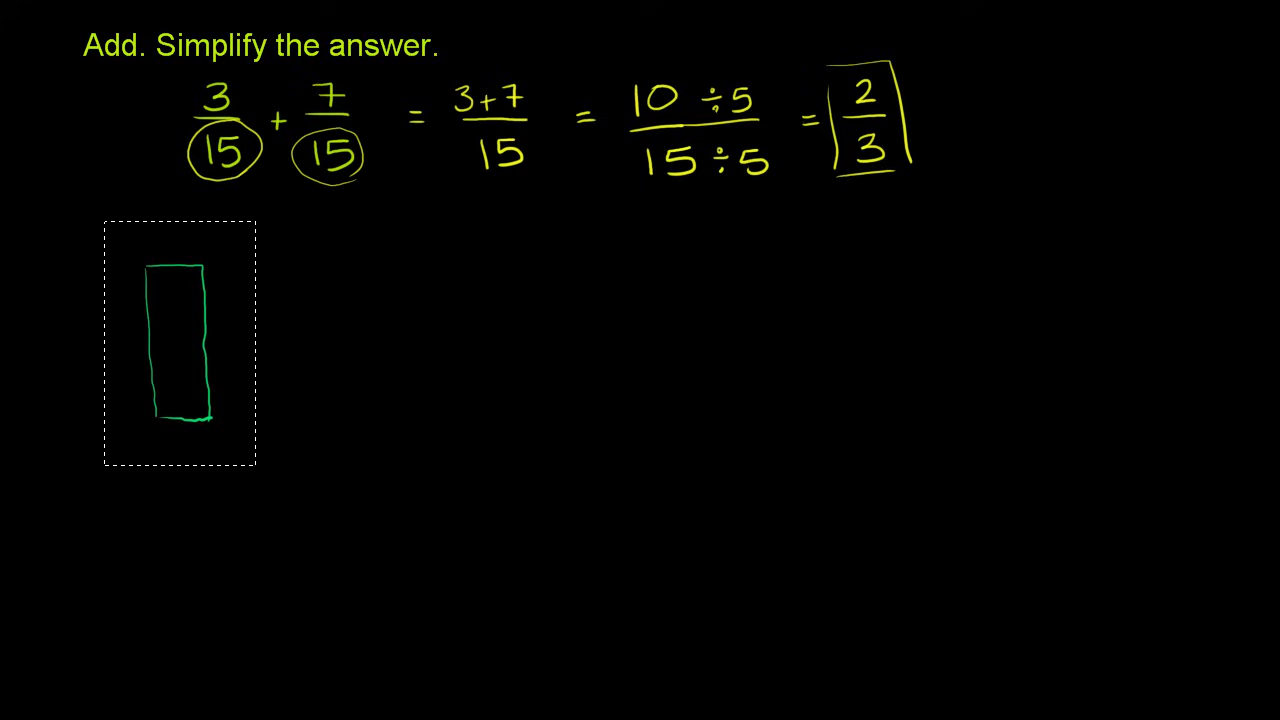 Add. Simplify the answer.
3/15 + 7/15 = 3+7/15 = 10 ÷5/15 ÷5 = 2/3